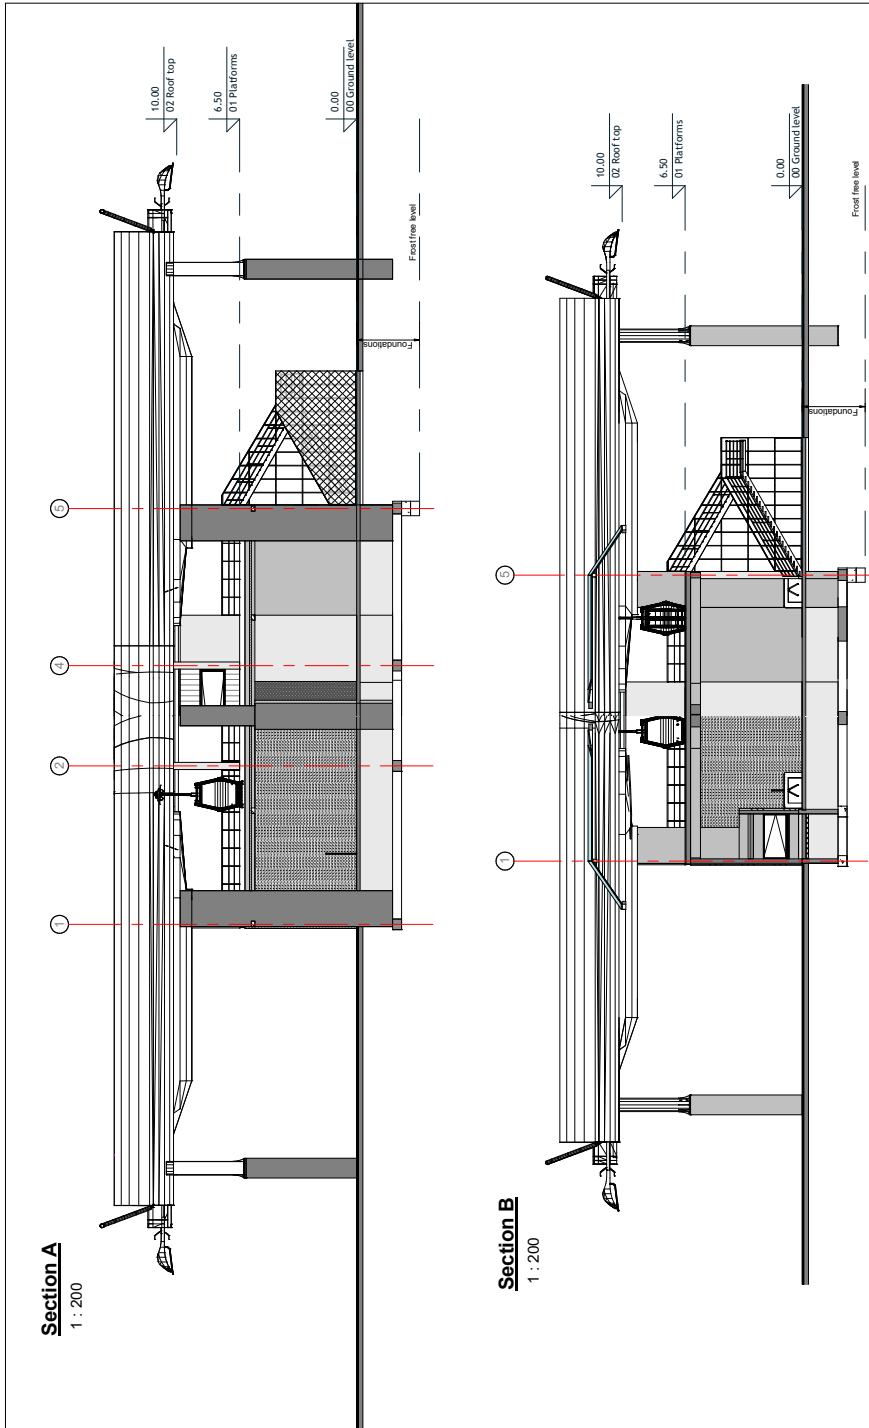 Section A
1 : 200
1
2
4
5
10.00
02 Roof top
6.50
01 Platforms
0.00
00 Ground level
Foundations
Frost free level
Section B
1 : 200
1
5
10.00
02 Roof top
6.50
01 Platforms
0.00
00 Ground level
Foundations
Frost free level